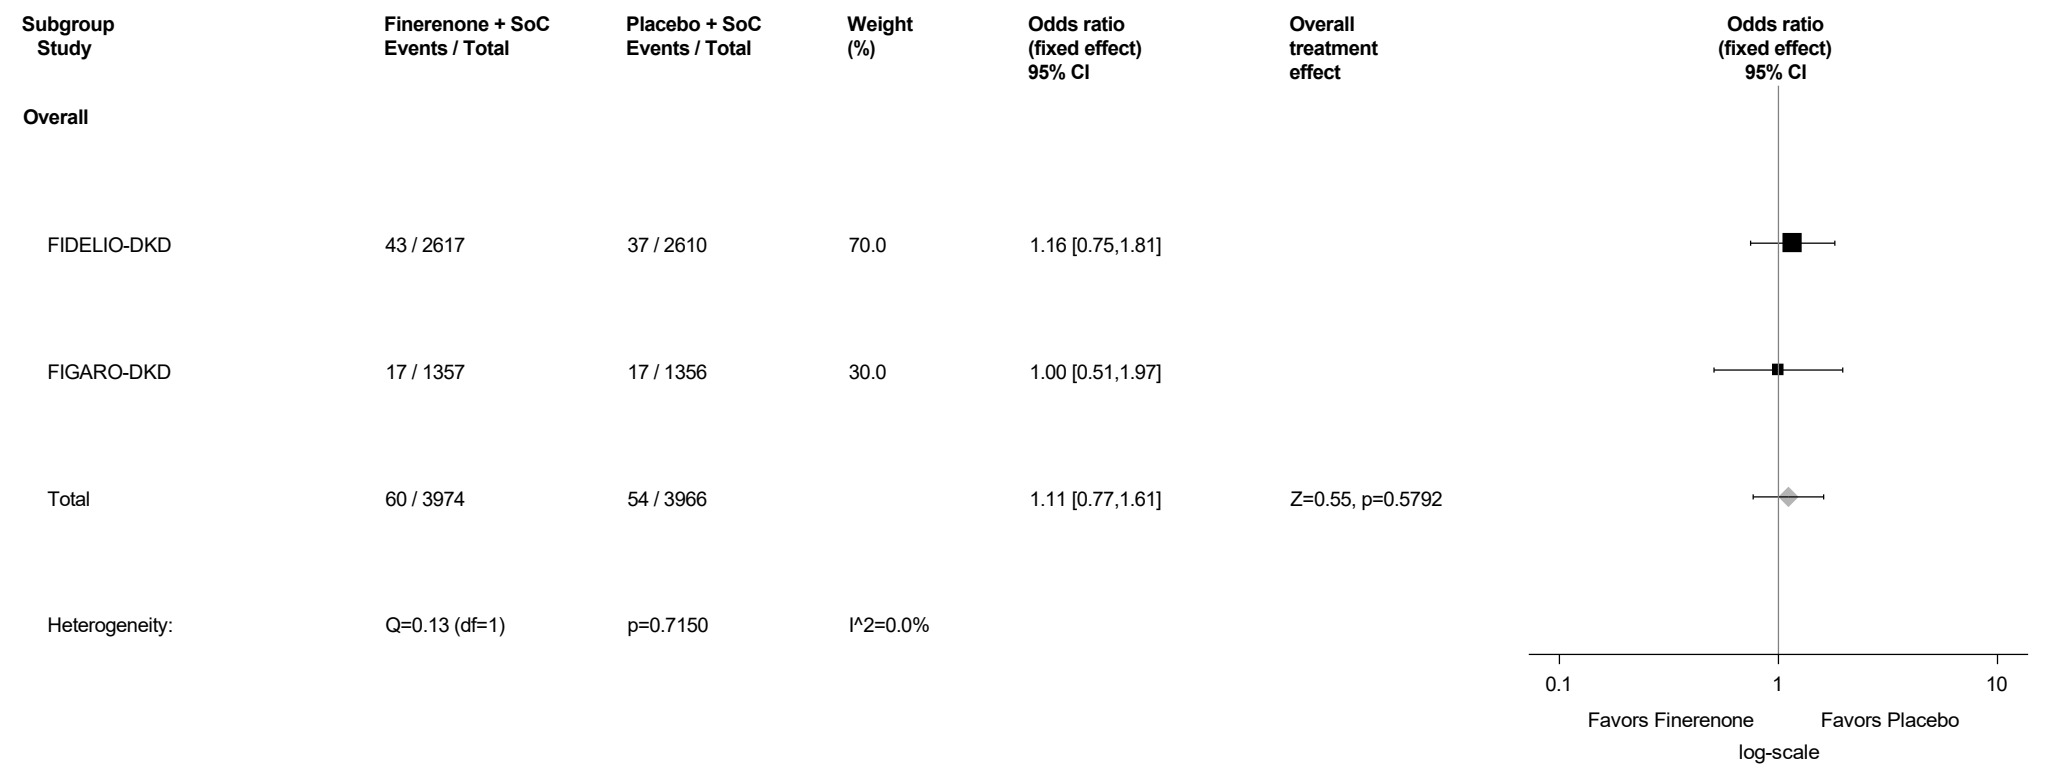 Subgroup Finerenone + SoC Placebo + SoC Weight Odds ratio Overall Odds ratio
Study Events / Total Events / Total (%) (fixed effect) treatment (fixed effect)
95% CI effect 95% CI
Overall
FIDELIO-DKD 43 / 2617 37 / 2610 70.0 1.16 [0.75,1.81]
FIGARO-DKD 17 / 1357 17 / 1356 30.0 1.00 [0.51,1.97]
Total 60 / 3974 54 / 3966 1.11 [0.77,1.61] Z=0.55, p=0.5792
Heterogeneity: Q=0.13 (df=1) p=0.7150 I^2=0.0%
0.1 1 10
Favors Finerenone Favors Placebo
log-scale